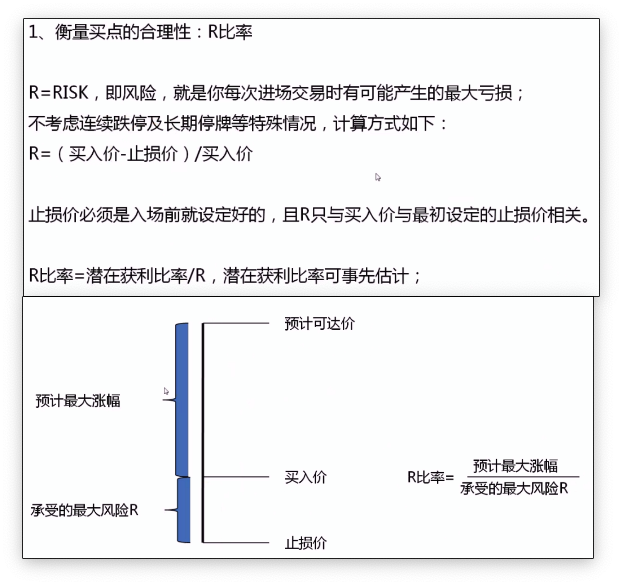 1、衡量买点的合理性：R比率
R=RISK，即风险，就是你每次进场交易时有可能产生的最大亏损；
不考虑连续跌停及长期停牌等特殊情况，计算方式如下：
R=（买入价-止损价）/买入价
止损价必须是入场前就设定好的，且R只与买入价与最初设定的止损价相关。
R比率=潜在获利比率/R，潜在获利比率可事先估计；
预计可达价
预计最大涨幅
买入价
R比率=
预计最大涨幅
承受的最大风险R
承受的最大风险R
止损价